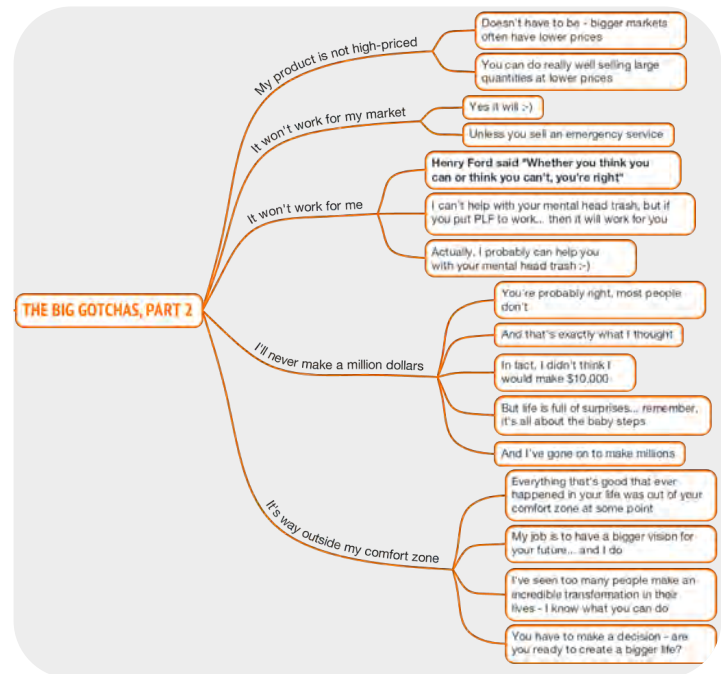 THE BIG GOTCHAS, PART 2
My product is not high-priced
Doesn't have to be - bigger markets
often have lower prices
You can do really well selling large
quantities at lower prices
It won't work for my market
Yes it will :-)
Unless you sell an emergency service
It won't work for me
Henry Ford said "Whether you think you
can or think you can't, you're right"
I can't help with your mental head trash, but if
you put PLF to work... then it will work for you
Actually, I probably can help you
with your mental head trash :-)
I'll never make a million dollars
You're probably right, most people
don't
And that's exactly what I thought
In fact, I didn't think I
would make $10,000
But life is full of surprises... remember,
it's all about the baby steps
And I've gone on to make millions
It's way outside my comfort zone
Everything that's good that ever
happened in your life was out of your
comfort zone at some point
My job is to have a bigger vision for
your future... and I do
I've seen too many people make an
incredible transformation in their
lives - I know what you can do
You have to make a decision - are
you ready to create a bigger life?